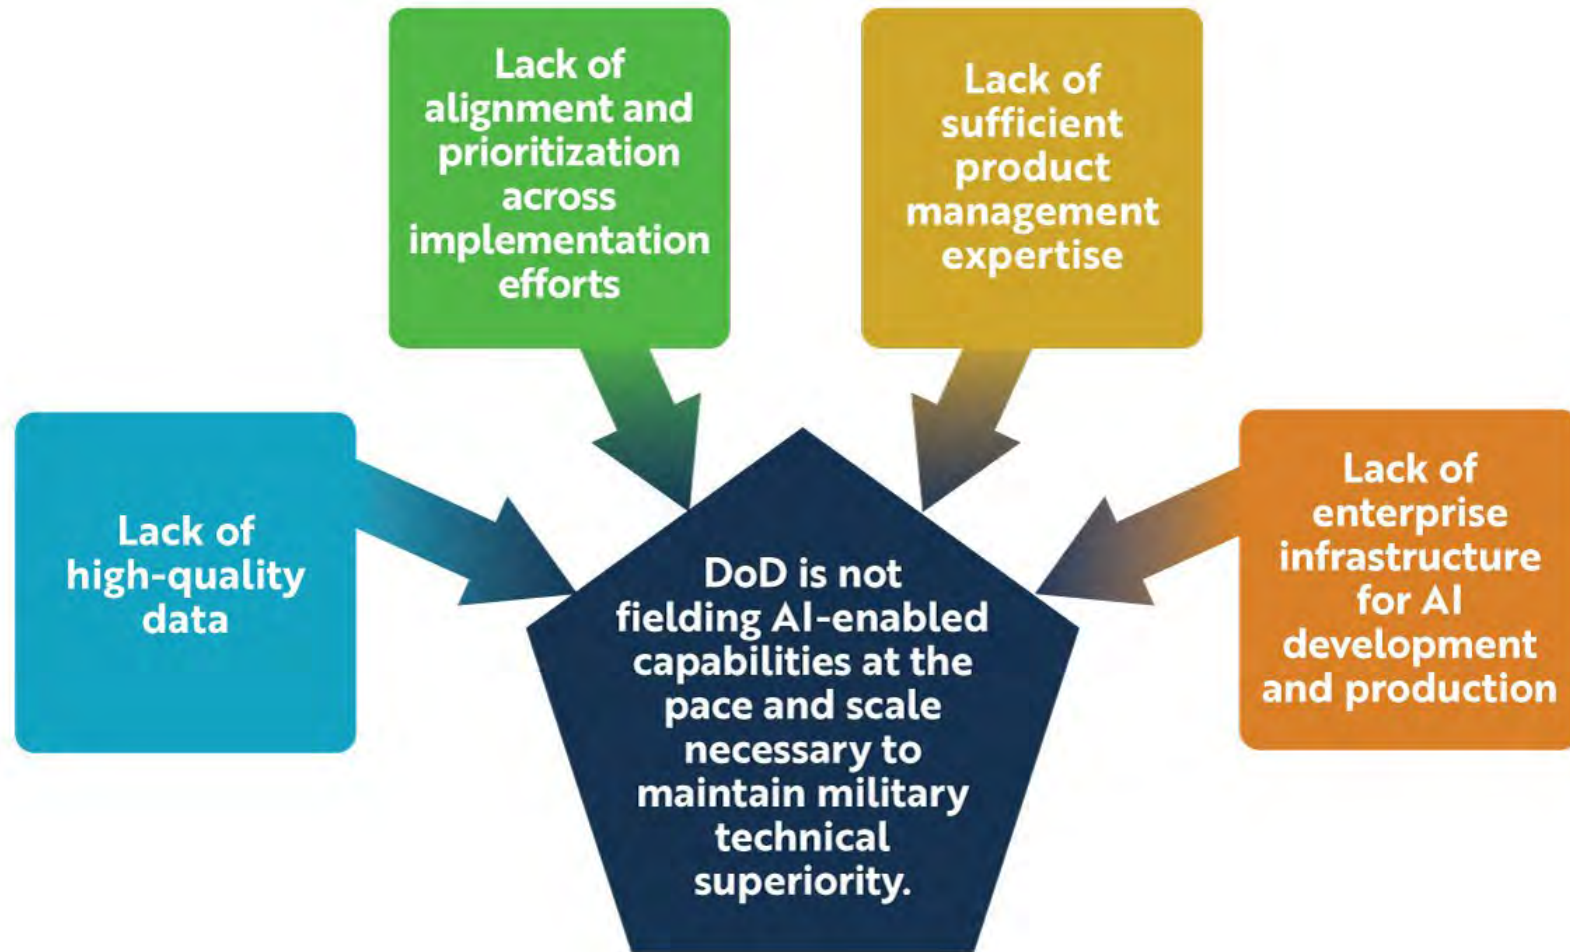 Lack of
alignment and
prioritization
across
implementation
efforts
Lack of
sufficient
product
management
expertise
Lack of
high-quality
data
Lack of
enterprise
infrastructure
for AI
development
and production
DoD is not
fielding AI-enabled
capabilities at the
pace and scale
necessary to
maintain military
technical
superiority.